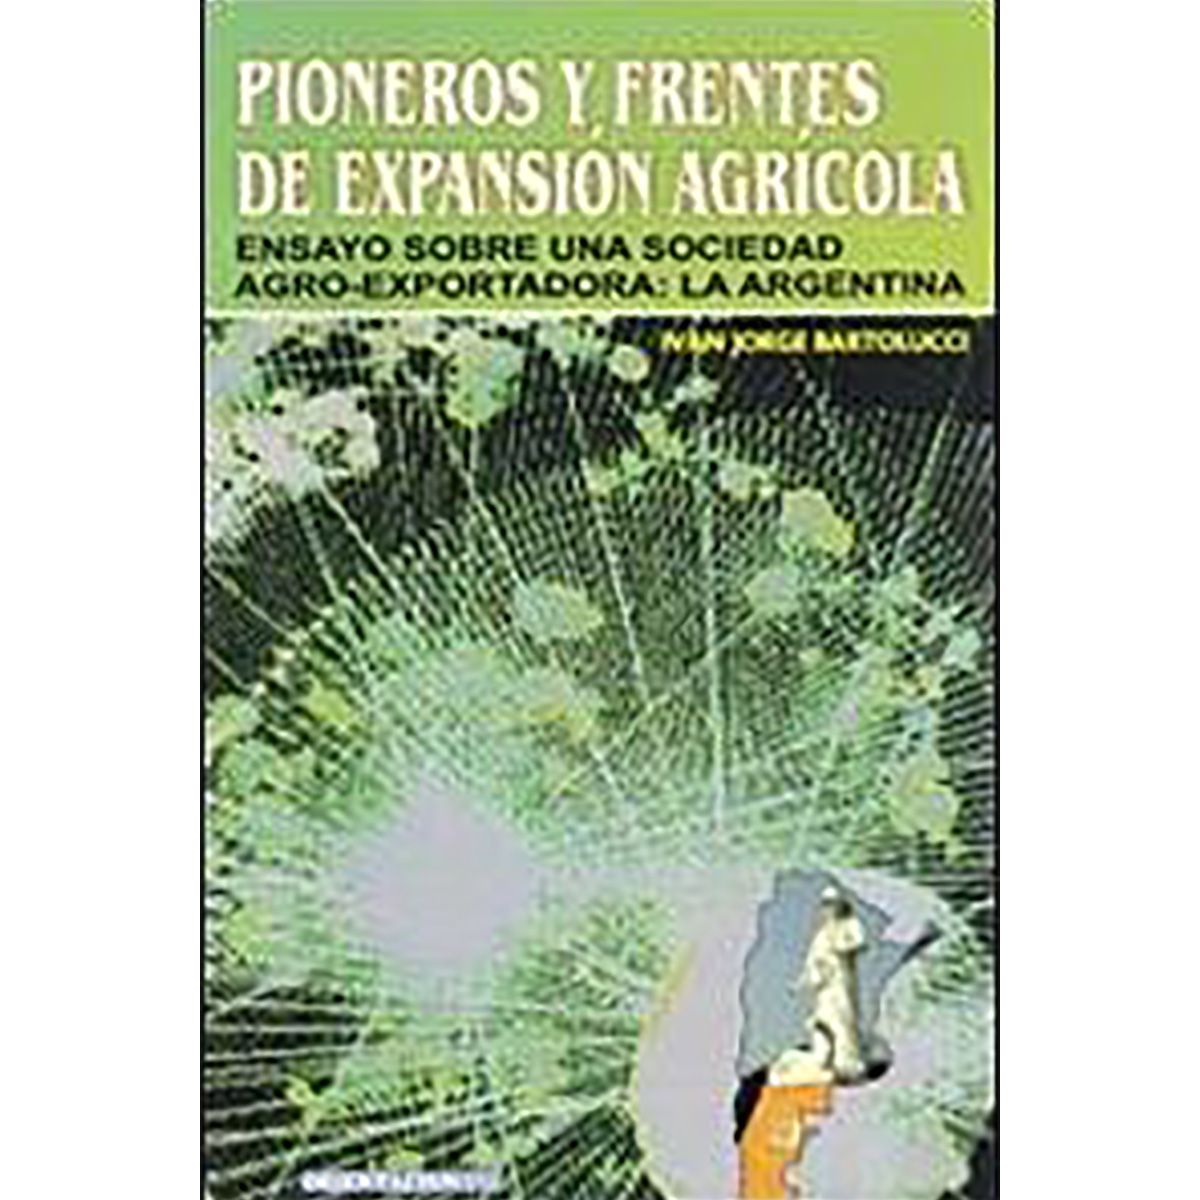 PIONEROS Y FRENTES
DE EXPANSIÓN AGRÍCOLA
ENSAYO SOBRE UNA SOCIEDAD
AGRO-EXPORTADORA: LA ARGENTINA
IVÁN JORGE BARTOLUCCI